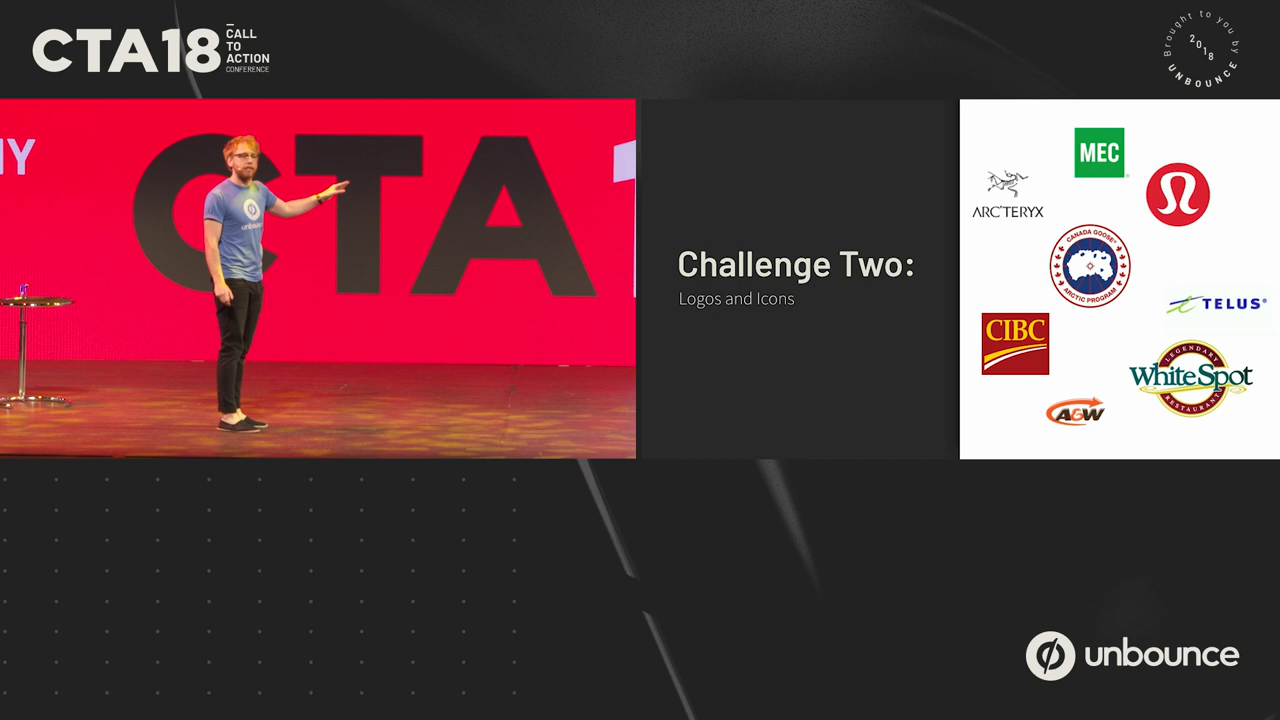 CTA18
CALL
TO
ACTION
CONFERENCE
Brought to you by
2018
UNBOUNCE
CTA
unbounce
Challenge Two:
Logos and Icons
MEC
ARC'TERYX
CANADA GOOSE®
ARCTIC PROGRAM
TELUS®
CIBC
LEGENDARY
White Spot
RESTAURANTS
A&W
unbounce